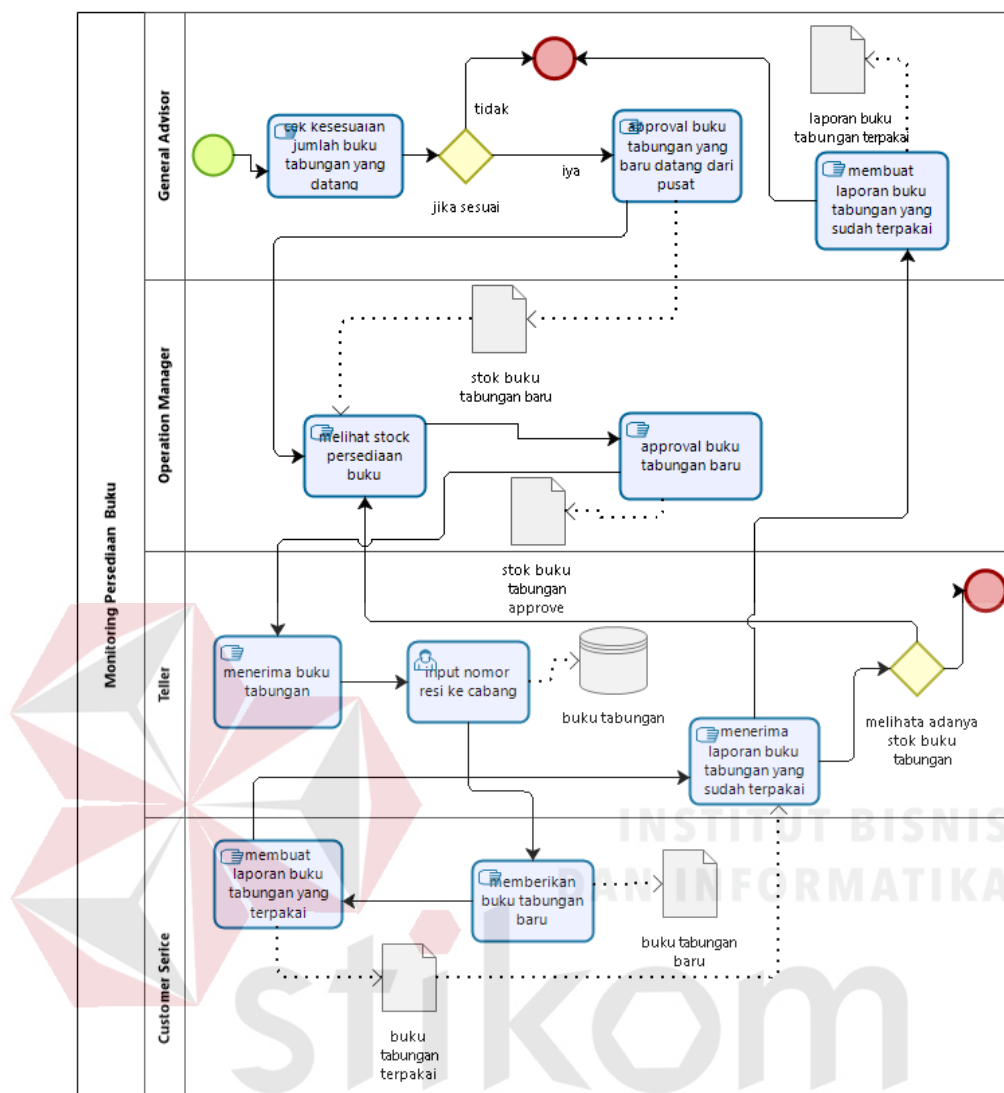 Monitoring Persediaan Buku
General Advisor
cek kesesuaian
jumlah buku
tabungan yang
datang
jika sesuai
tidak
iya
approval buku
tabungan yang
baru datang dari
pusat
laporan buku
tabungan terpakai
membuat
laporan buku
tabungan yang
sudah terpakai
Operation Manager
stok buku
tabungan baru
melihat stock
persediaan
buku
approval buku
tabungan baru
stok buku
tabungan
approve
Teller
menerima buku
tabungan
input nomor
resi ke cabang
buku tabungan
menerima
laporan buku
tabungan yang
sudah terpakai
melihata adanya
stok buku
tabungan
Customer Serice
membuat
laporan buku
tabungan yang
terpakai
memberikan
buku tabungan
baru
buku tabungan
baru
buku
tabungan
terpakai
INSTITUT BISNIS
DAN INFORMATIKA
stikom